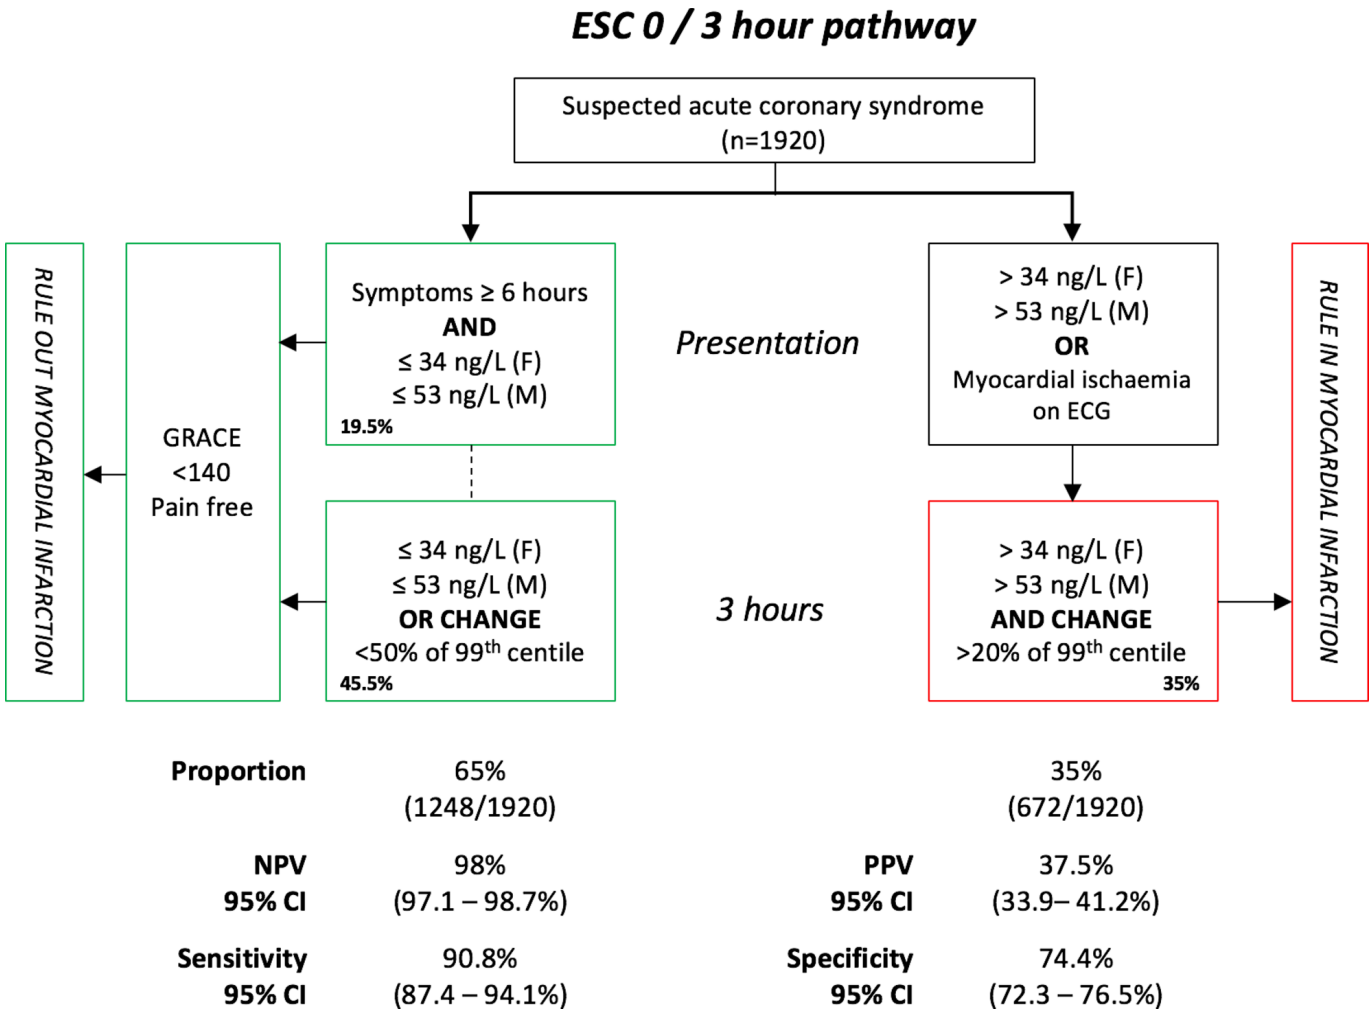 ESC 0 / 3 hour pathway
Suspected acute coronary syndrome
(n=1920)
RULE OUT MYOCARDIAL INFARCTION
GRACE
<140
Pain free
Symptoms ≥ 6 hours
AND
≤ 34 ng/L (F)
≤ 53 ng/L (M)
19.5%
Presentation
> 34 ng/L (F)
> 53 ng/L (M)
OR
Myocardial ischaemia
on ECG
RULE IN MYOCARDIAL INFARCTION
≤ 34 ng/L (F)
≤ 53 ng/L (M)
OR CHANGE
<50% of 99th centile
45.5%
3 hours
> 34 ng/L (F)
> 53 ng/L (M)
AND CHANGE
>20% of 99th centile
35%
Proportion 65% 35%
(1248/1920) (672/1920)
NPV 98% PPV 37.5%
95% CI (97.1 – 98.7%) 95% CI (33.9– 41.2%)
Sensitivity 90.8% Specificity 74.4%
95% CI (87.4 – 94.1%) 95% CI (72.3 – 76.5%)